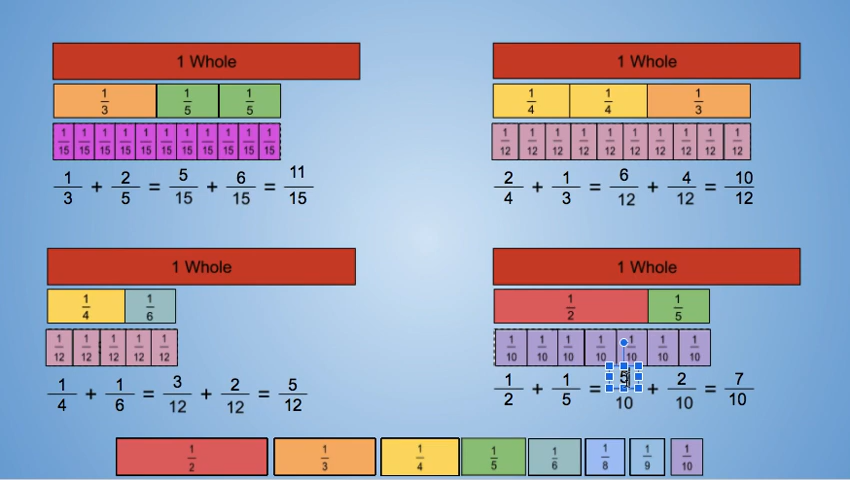 1 Whole
1/3 1/5 1/5
1/15 1/15 1/15 1/15 1/15 1/15 1/15 1/15 1/15 1/15 1/15
1/3 + 2/5 = 5/15 + 6/15 = 11/15
1 Whole
1/4 1/4 1/3
1/12 1/12 1/12 1/12 1/12 1/12 1/12 1/12 1/12 1/12
2/4 + 1/3 = 6/12 + 4/12 = 10/12
1 Whole
1/4 1/6
1/12 1/12 1/12 1/12 1/12
1/4 + 1/6 = 3/12 + 2/12 = 5/12
1 Whole
1/2 1/5
1/10 1/10 1/10 1/10 1/10 1/10 1/10
1/2 + 1/5 = 5/10 + 2/10 = 7/10
1/2 1/3 1/4 1/5 1/6 1/8 1/9 1/10